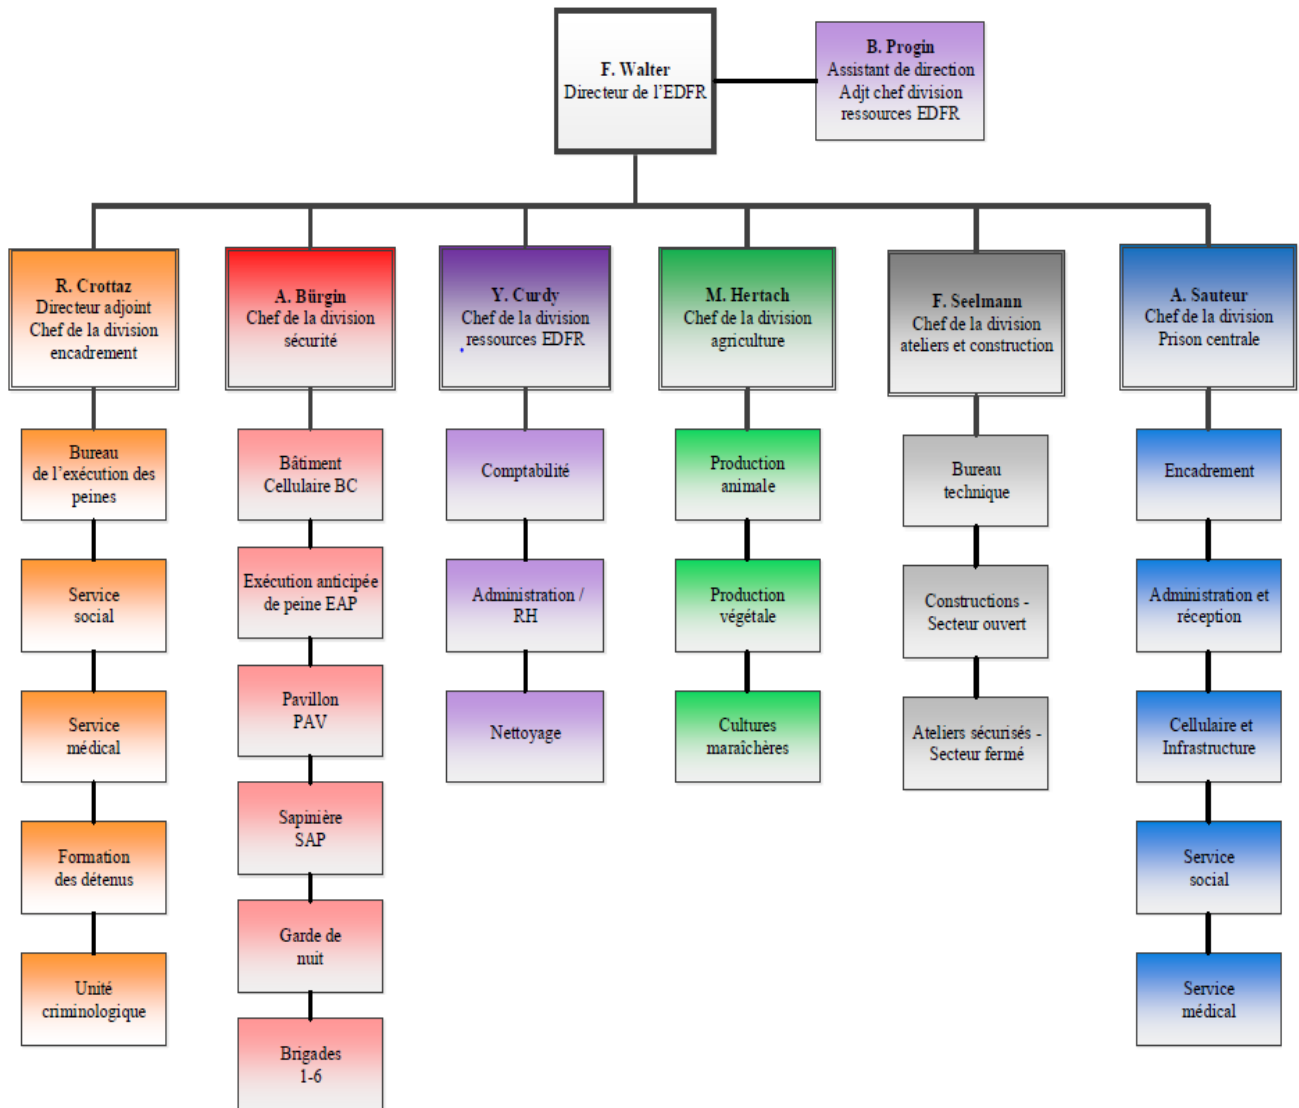 F. Walter
Directeur de l'EDFR
B. Progin
Assistant de direction
Adjt chef division
ressources EDFR
R. Crottaz
Directeur adjoint
Chef de la division
encadrement
A. Bürgin
Chef de la division
sécurité
Y. Curdy
Chef de la division
ressources EDFR
M. Hertach
Chef de la division
agriculture
F. Seelmann
Chef de la division
ateliers et construction
A. Sauteur
Chef de la division
Prison centrale
Bureau
de l'exécution des
peines
Service
social
Service
médical
Formation
des détenus
Unité
criminologique
Bâtiment
Cellulaire BC
Exécution anticipée
de peine EAP
Pavillon
PAV
Sapinière
SAP
Garde de
nuit
Brigades
1-6
Comptabilité
Administration /
RH
Nettoyage
Production
animale
Production
végétale
Cultures
maraîchères
Bureau
technique
Constructions -
Secteur ouvert
Ateliers sécurisés -
Secteur fermé
Encadrement
Administration et
réception
Cellulaire et
Infrastructure
Service
social
Service
médical